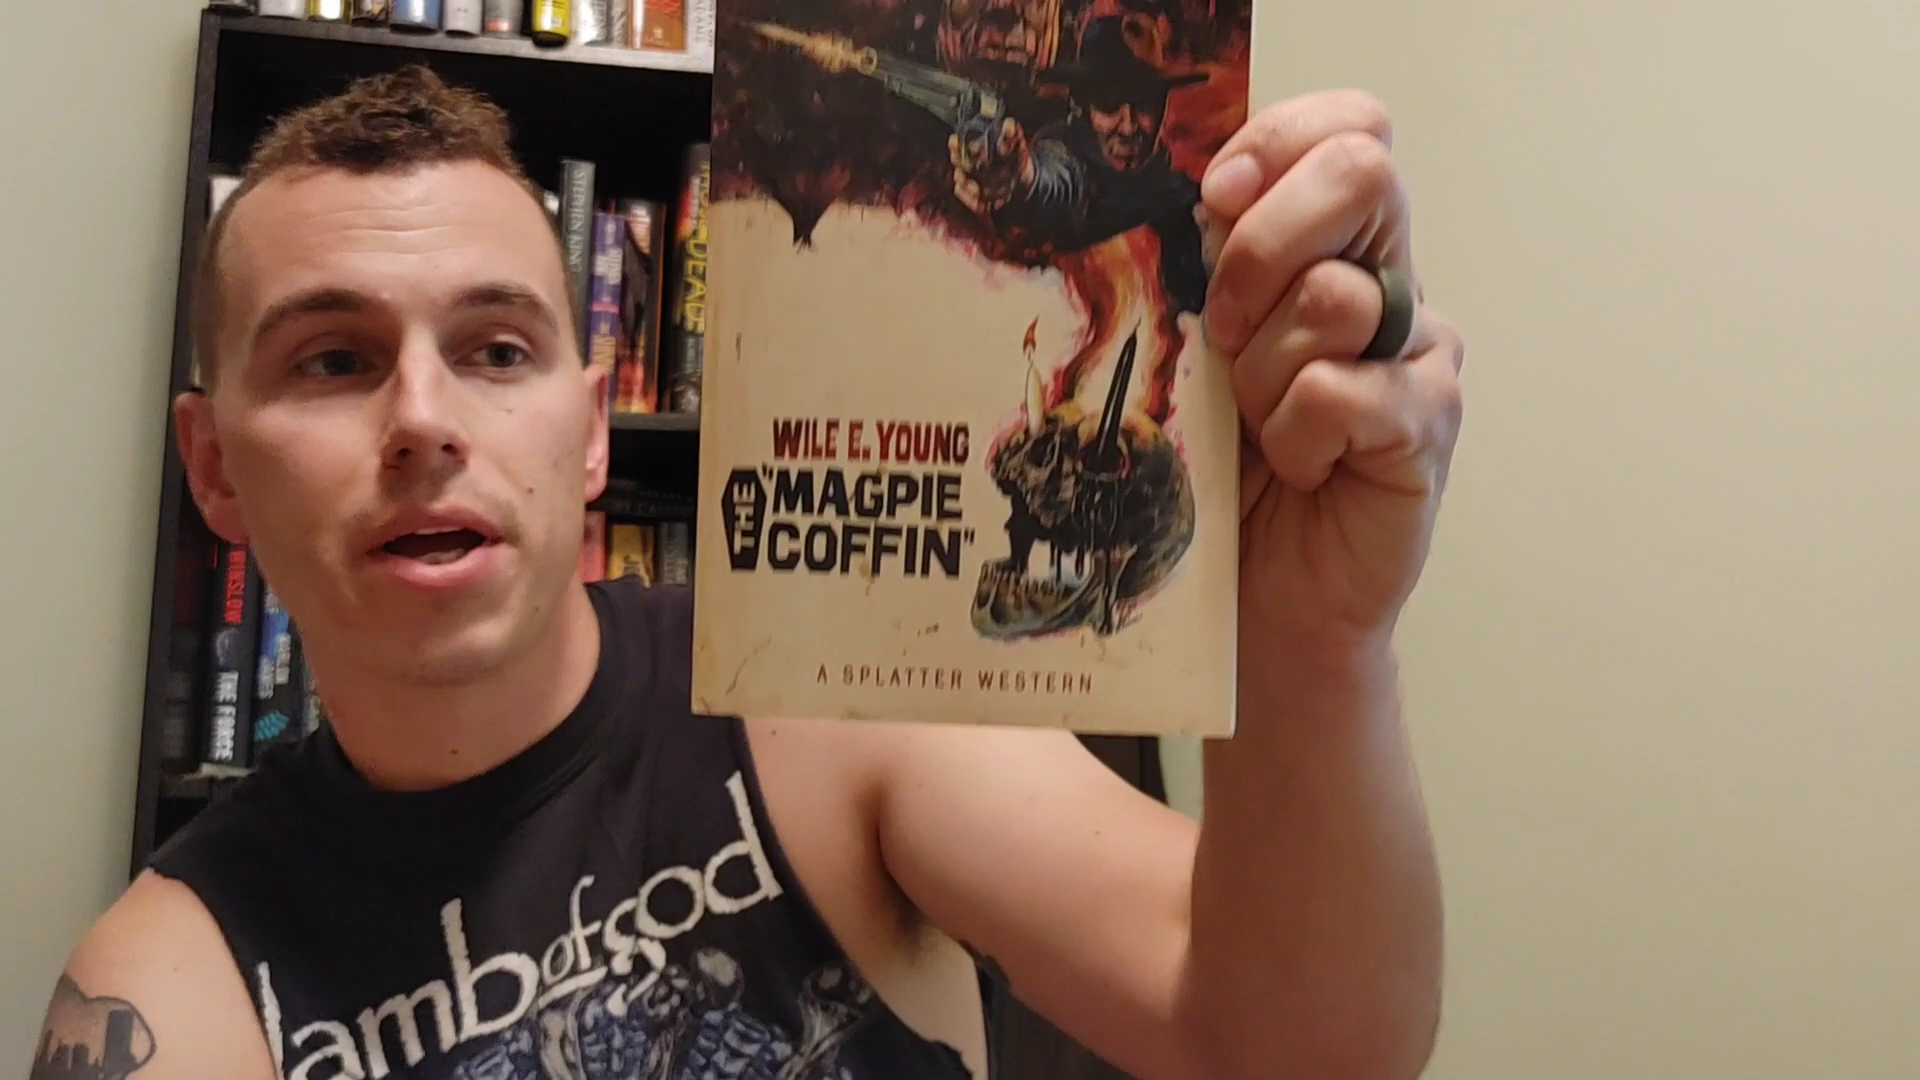 STEPHEN KING
DEAD
WILE E. YOUNG
THE
"MAGPIE
COFFIN"
A SPLATTER WESTERN
WINSLOW
THE FORCE
lamb of god